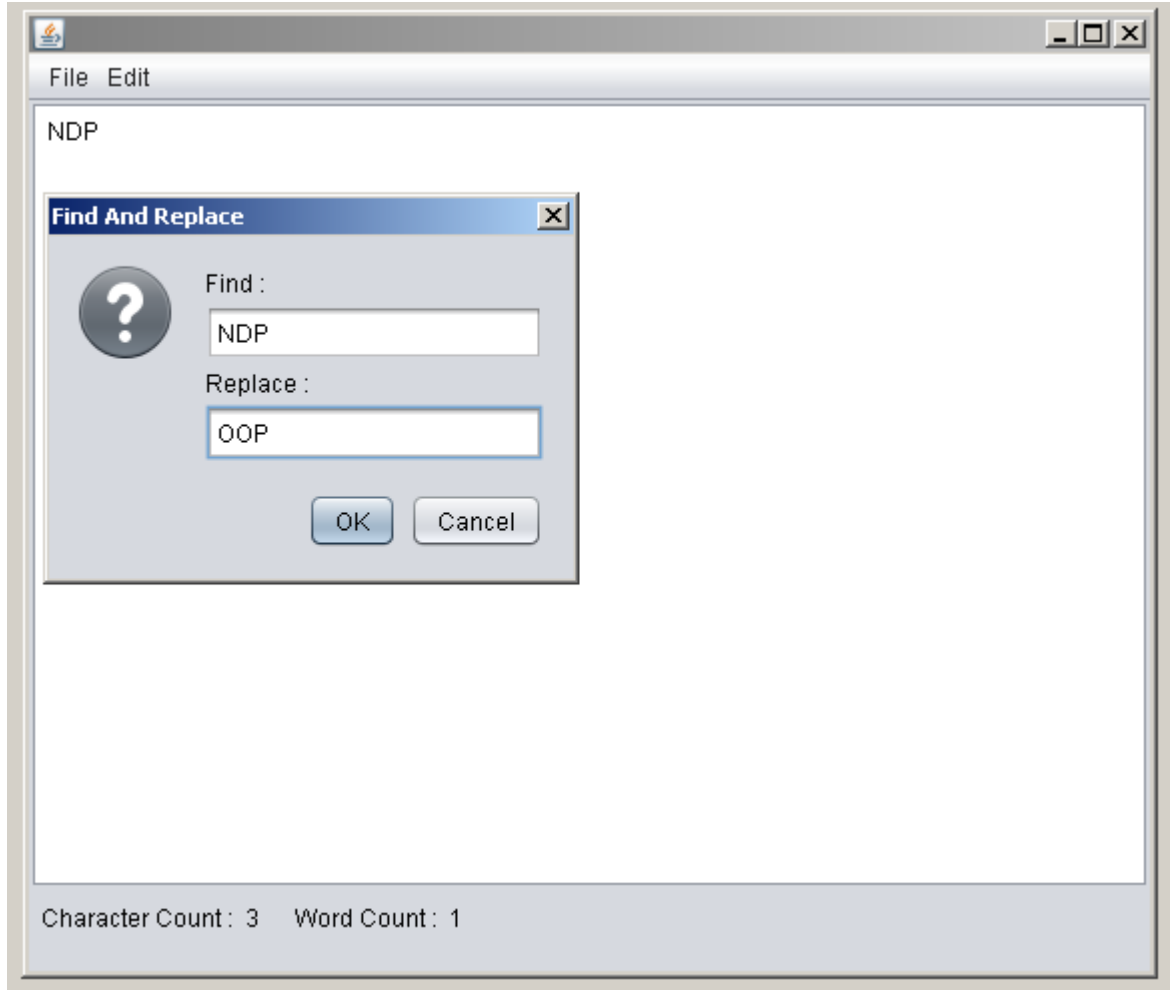 File Edit
NDP
Find And Replace
Find :
NDP
Replace :
OOP
OK Cancel
Character Count : 3 Word Count : 1